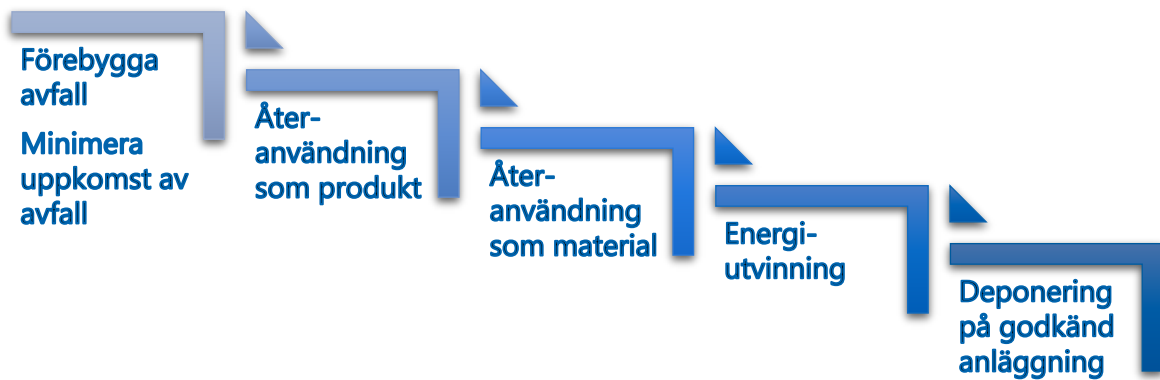 Förebygga
avfall
Minimera
uppkomst av
avfall
Åter-
användning
som produkt
Åter-
användning
som material
Energi-
utvinning
Deponering
på godkänd
anläggning